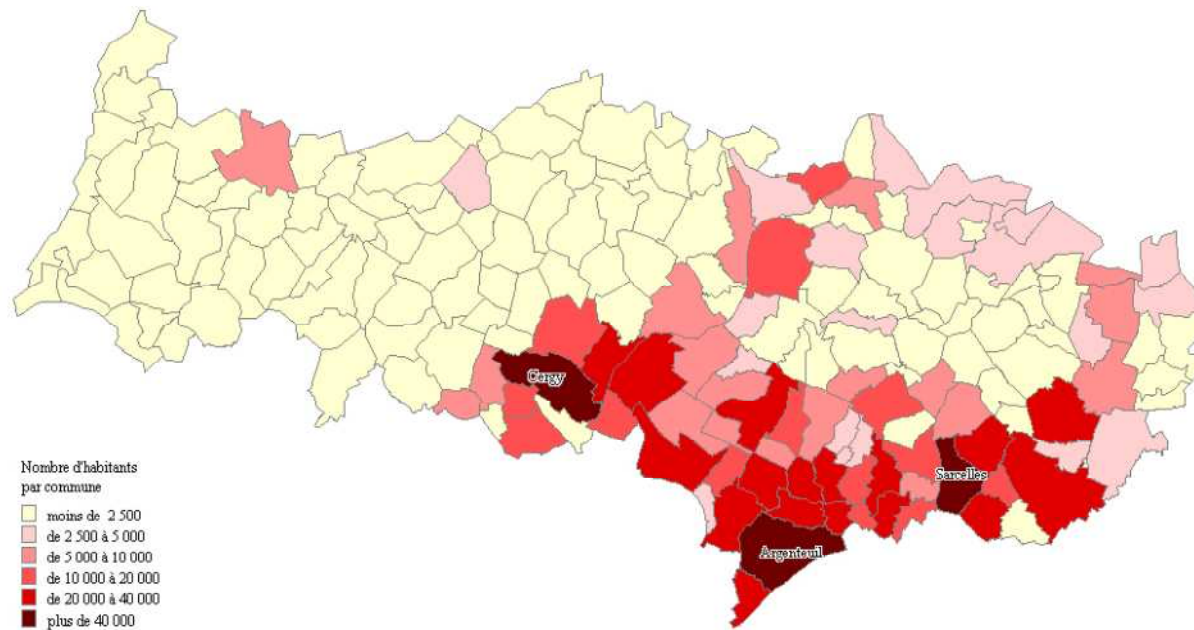 Cergy
Sarcelles
Argenteuil
Nombre d'habitants
par commune
moins de 2 500
de 2 500 à 5 000
de 5 000 à 10 000
de 10 000 à 20 000
de 20 000 à 40 000
plus de 40 000